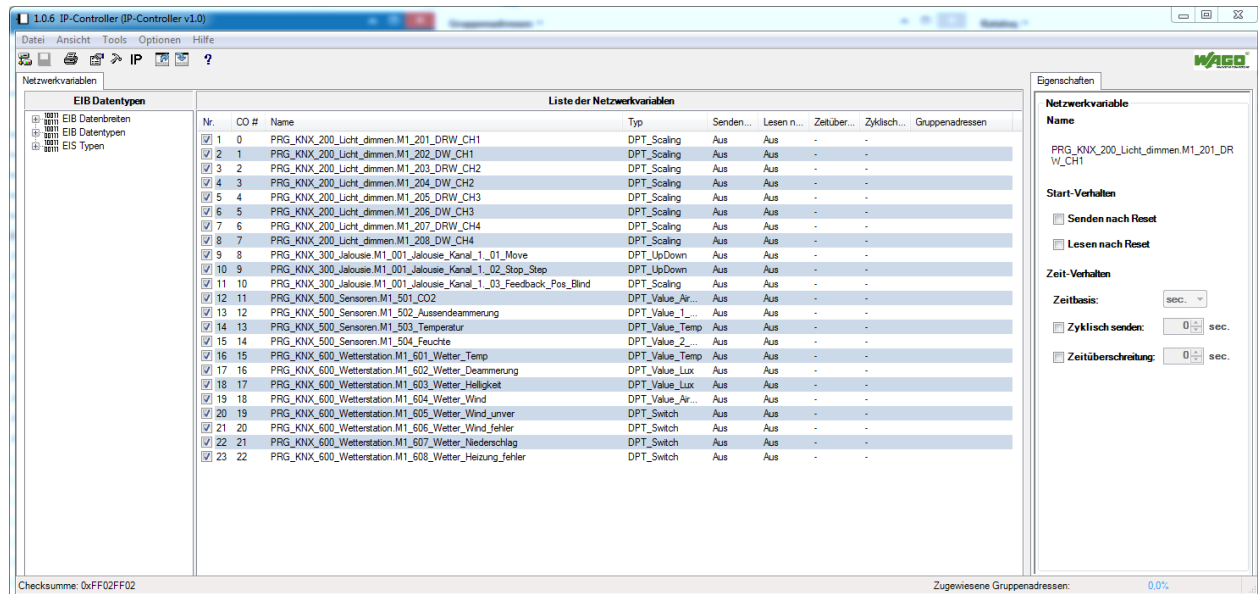 1.0.6 IP-Controller (IP-Controller v1.0)
Datei Ansicht Tools Optionen Hilfe
IP ?
WAGO
Netzwerkvariablen
EIB Datentypen
EIB Datenbreiten
EIB Datentypen
EIS Typen
Liste der Netzwerkvariablen
Nr. CO # Name Typ Senden... Lesen n... Zeitüber... Zyklisch... Gruppenadressen
1 0 PRG_KNX_200_Licht_dimmen.M1_201_DRW_CH1 DPT_Scaling Aus Aus - -
2 1 PRG_KNX_200_Licht_dimmen.M1_202_DW_CH1 DPT_Scaling Aus Aus - -
3 2 PRG_KNX_200_Licht_dimmen.M1_203_DRW_CH2 DPT_Scaling Aus Aus - -
4 3 PRG_KNX_200_Licht_dimmen.M1_204_DW_CH2 DPT_Scaling Aus Aus - -
5 4 PRG_KNX_200_Licht_dimmen.M1_205_DRW_CH3 DPT_Scaling Aus Aus - -
6 5 PRG_KNX_200_Licht_dimmen.M1_206_DW_CH3 DPT_Scaling Aus Aus - -
7 6 PRG_KNX_200_Licht_dimmen.M1_207_DRW_CH4 DPT_Scaling Aus Aus - -
8 7 PRG_KNX_200_Licht_dimmen.M1_208_DW_CH4 DPT_Scaling Aus Aus - -
9 8 PRG_KNX_300_Jalousie.M1_001_Jalousie_Kanal_1._01_Move DPT_UpDown Aus Aus - -
10 9 PRG_KNX_300_Jalousie.M1_001_Jalousie_Kanal_1._02_Stop_Step DPT_UpDown Aus Aus - -
11 10 PRG_KNX_300_Jalousie.M1_001_Jalousie_Kanal_1._03_Feedback_Pos_Blind DPT_Scaling Aus Aus - -
12 11 PRG_KNX_500_Sensoren.M1_501_CO2 DPT_Value_Air... Aus Aus - -
13 12 PRG_KNX_500_Sensoren.M1_502_Aussendeammerung DPT_Value_1_... Aus Aus - -
14 13 PRG_KNX_500_Sensoren.M1_503_Temperatur DPT_Value_Temp Aus Aus - -
15 14 PRG_KNX_500_Sensoren.M1_504_Feuchte DPT_Value_2_... Aus Aus - -
16 15 PRG_KNX_600_Wetterstation.M1_601_Wetter_Temp DPT_Value_Temp Aus Aus - -
17 16 PRG_KNX_600_Wetterstation.M1_602_Wetter_Deammerung DPT_Value_Lux Aus Aus - -
18 17 PRG_KNX_600_Wetterstation.M1_603_Wetter_Helligkeit DPT_Value_Lux Aus Aus - -
19 18 PRG_KNX_600_Wetterstation.M1_604_Wetter_Wind DPT_Value_Air... Aus Aus - -
20 19 PRG_KNX_600_Wetterstation.M1_605_Wetter_Wind_unver DPT_Switch Aus Aus - -
21 20 PRG_KNX_600_Wetterstation.M1_606_Wetter_Wind_fehler DPT_Switch Aus Aus - -
22 21 PRG_KNX_600_Wetterstation.M1_607_Wetter_Niederschlag DPT_Switch Aus Aus - -
23 22 PRG_KNX_600_Wetterstation.M1_608_Wetter_Heizung_fehler DPT_Switch Aus Aus - -
Eigenschaften
Netzwerkvariable
Name
PRG_KNX_200_Licht_dimmen.M1_201_DR
W_CH1
Start-Verhalten
Senden nach Reset
Lesen nach Reset
Zeit-Verhalten
Zeitbasis: sec.
Zyklisch senden: 0 sec.
Zeitüberschreitung: 0 sec.
Checksumme: 0xFF02FF02
Zugewiesene Gruppenadressen: 0,0%